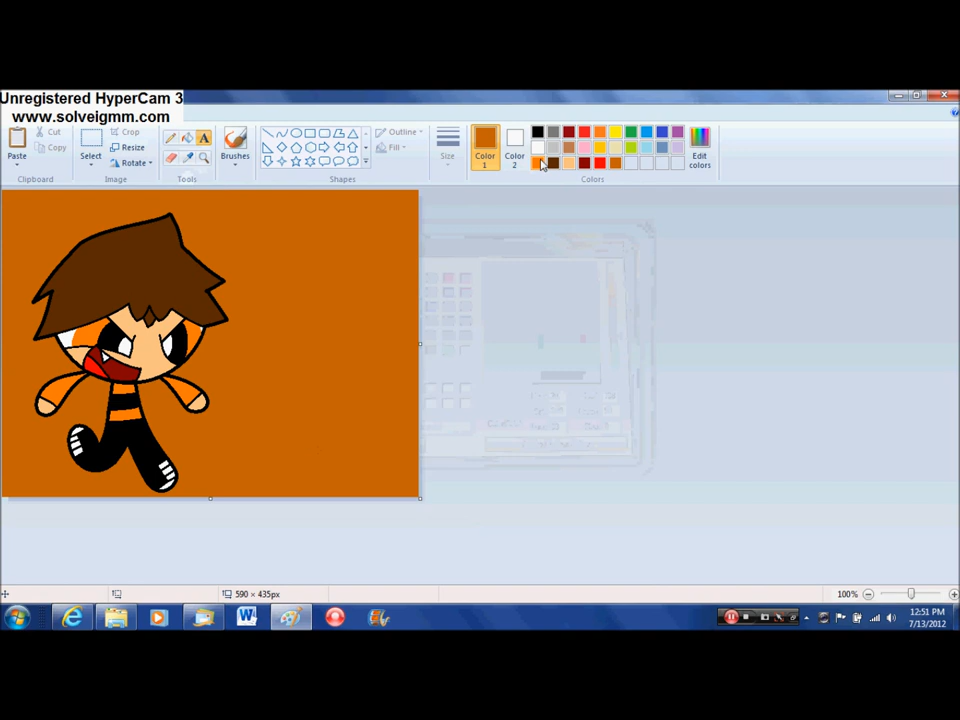 Unregistered HyperCam 3
www.solveigmm.com
Paste
Cut
Copy
Clipboard
Select
Crop
Resize
Rotate
Image
A
Tools
Brushes
Outline
Fill
Shapes
Size
Color 1
Color 2
Edit colors
Colors
590 × 435px
100%
12:51 PM
7/13/2012